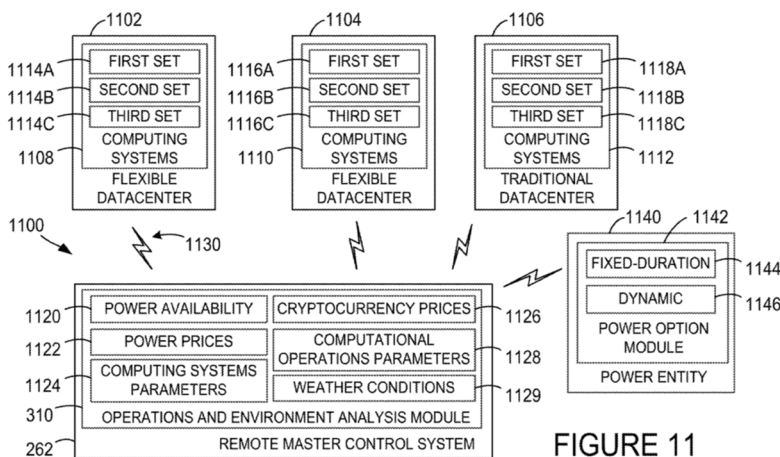 1102
1104
1106
1114A
FIRST SET
1116A
FIRST SET
FIRST SET
1118A
1114B
SECOND SET
1116B
SECOND SET
SECOND SET
1118B
1114C
THIRD SET
1116C
THIRD SET
THIRD SET
1118C
1108
COMPUTING
SYSTEMS
1110
COMPUTING
SYSTEMS
COMPUTING
SYSTEMS
1112
FLEXIBLE
DATACENTER
FLEXIBLE
DATACENTER
TRADITIONAL
DATACENTER
1100
1130
1140
1142
FIXED-DURATION
1144
DYNAMIC
1146
POWER OPTION
MODULE
POWER ENTITY
1120
POWER AVAILABILITY
CRYPTOCURRENCY PRICES
1126
1122
POWER PRICES
COMPUTATIONAL
OPERATIONS PARAMETERS
1128
1124
COMPUTING SYSTEMS
PARAMETERS
WEATHER CONDITIONS
1129
310
OPERATIONS AND ENVIRONMENT ANALYSIS MODULE
262
REMOTE MASTER CONTROL SYSTEM
FIGURE 11